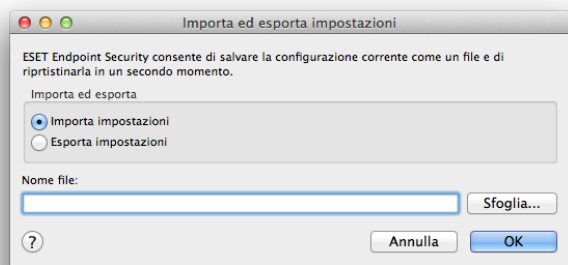 Importa ed esporta impostazioni
ESET Endpoint Security consente di salvare la configurazione corrente come un file e di
riprtistinarla in un secondo momento.
Importa ed esporta
Importa impostazioni
Esporta impostazioni
Nome file:
Sfoglia...
?
Annulla
OK